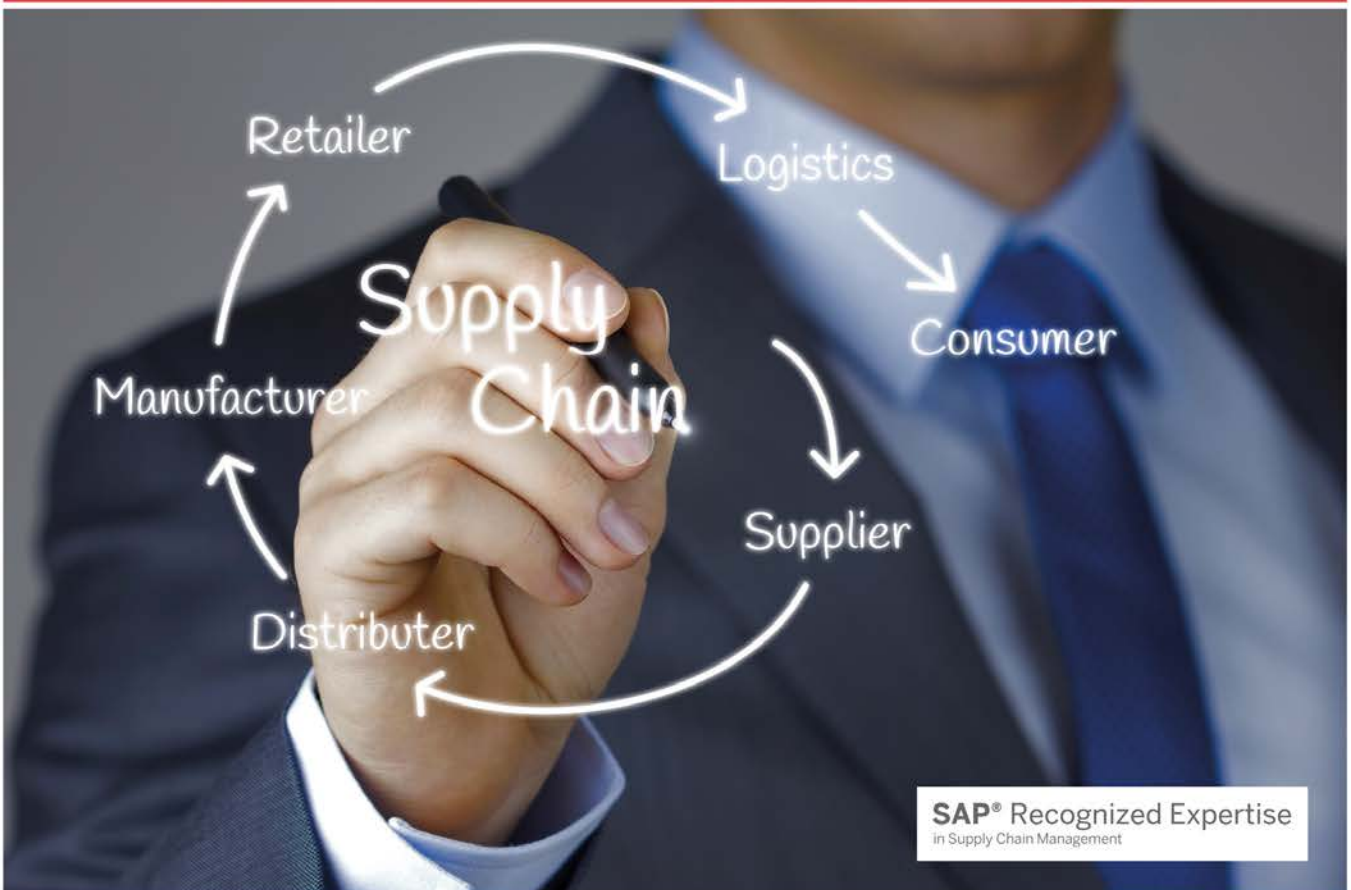 Retailer
Logistics
Supply
Chain
Consumer
Manufacturer
Supplier
Distributer
SAP® Recognized Expertise
in Supply Chain Management